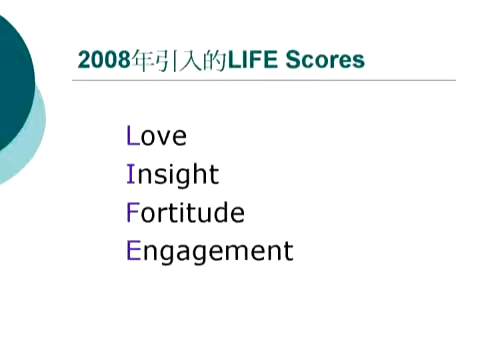 2008年引入的LIFE Scores
Love
Insight
Fortitude
Engagement